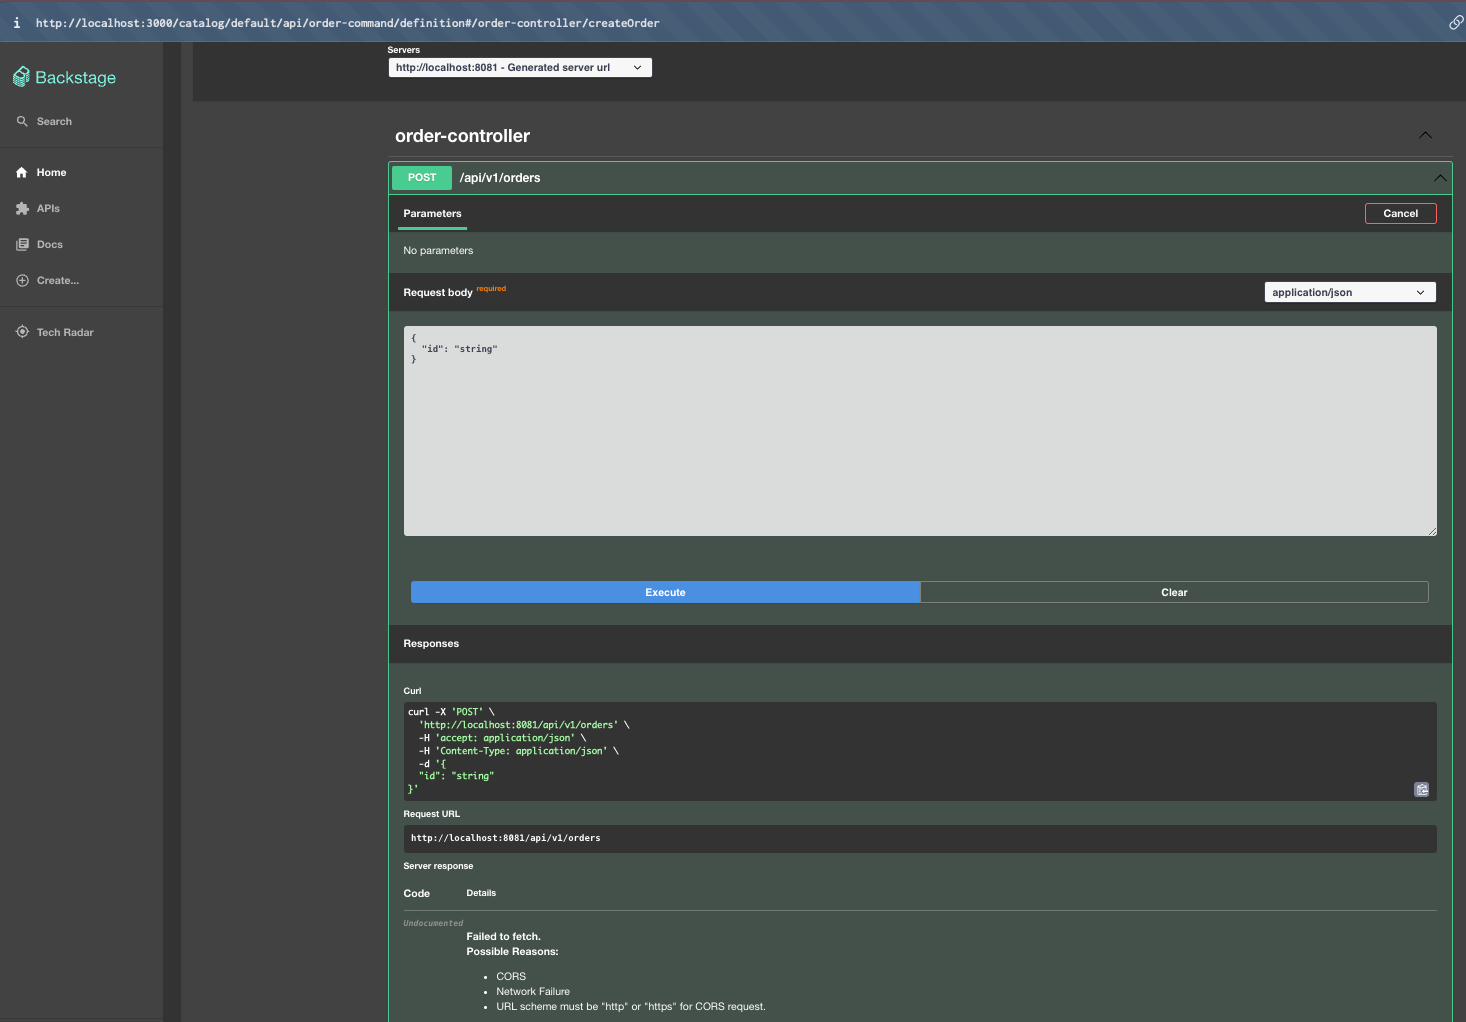 i http://localhost:3000/catalog/default/api/order-command/definition#/order-controller/createOrder
Backstage
Search
Home
APIs
Docs
Create...
Tech Radar
Servers
http://localhost:8081 - Generated server url
order-controller
POST /api/v1/orders
Parameters Cancel
No parameters
Request body required application/json
{
"id": "string"
}
Execute Clear
Responses
Curl
curl -X 'POST' \
'http://localhost:8081/api/v1/orders' \
-H 'accept: application/json' \
-H 'Content-Type: application/json' \
-d '{
"id": "string"
}'
Request URL
http://localhost:8081/api/v1/orders
Server response
Code Details
Undocumented
Failed to fetch.
Possible Reasons:
• CORS
• Network Failure
• URL scheme must be "http" or "https" for CORS request.